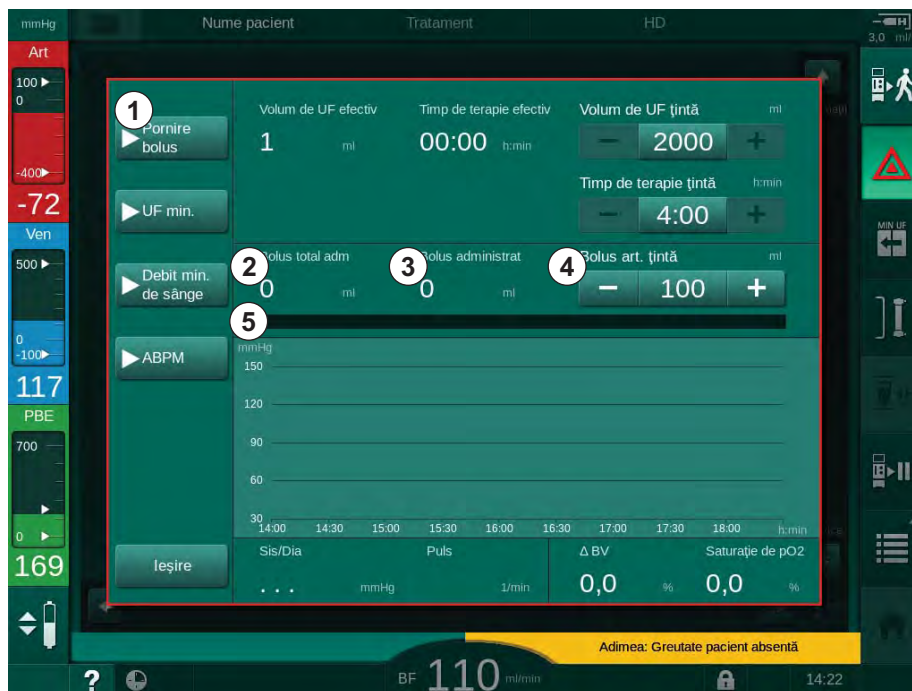 mmHg Nume pacient Tratament HD H
3,0 ml/
Art
100
0
-400
-72
Ven
500
0
-100
117
PBE
700
0
169
1
Pornire
bolus
UF min.
Debit min.
de sânge
ABPM
Ieșire
Volum de UF efectiv Timp de terapie efectiv Volum de UF țintă ml
1 ml 00:00 h:min − 2000 +
Timp de terapie țintă h:min
− 4:00 +
2 Bolus total adm 3 Bolus administrat 4 Bolus art. țintă ml
0 ml 0 ml − 100 +
5
mmHg
150
120
90
60
30
14:00 14:30 15:00 15:30 16:00 16:30 17:00 17:30 18:00 h:min
Sis/Dia Puls Δ BV Saturație de pO2
. . . mmHg 1/min 0,0 % 0,0 %
MIN UF
Adimea: Greutate pacient absentă
? BF 110 ml/min 14:22